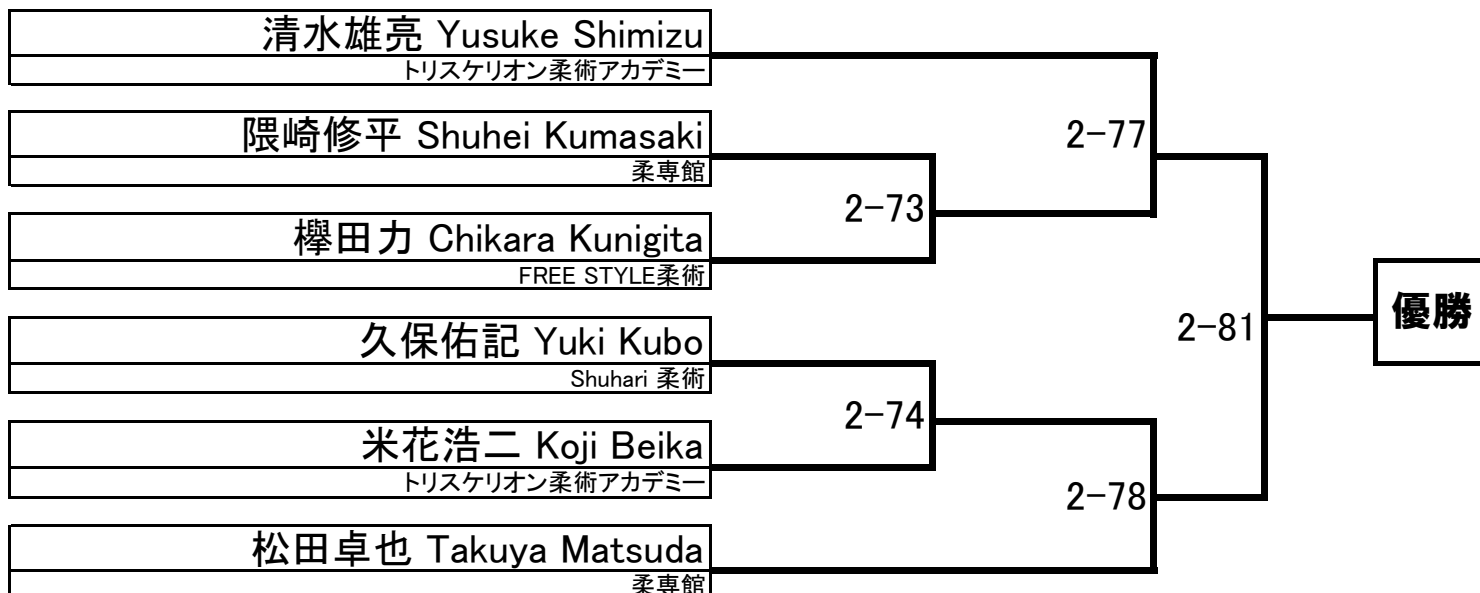 清水雄亮 Yusuke Shimizu
トリスケリオン柔術アカデミー
2-77
隈崎修平 Shuhei Kumasaki
柔専館
2-73
欅田力 Chikara Kunigita
FREE STYLE柔術
優勝
2-81
久保佑記 Yuki Kubo
Shuhari 柔術
2-74
米花浩二 Koji Beika
トリスケリオン柔術アカデミー
2-78
松田卓也 Takuya Matsuda
柔専館